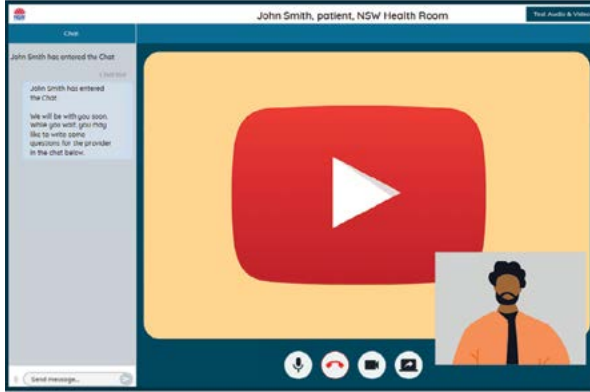 John Smith, patient, NSW Health Room
Test Audio & Video
Chat
John Smith has entered the Chat
John Smith has entered
the Chat
We will be with you soon.
While you wait, you may
like to write some
questions for the provider
in the chat below.
Send message...